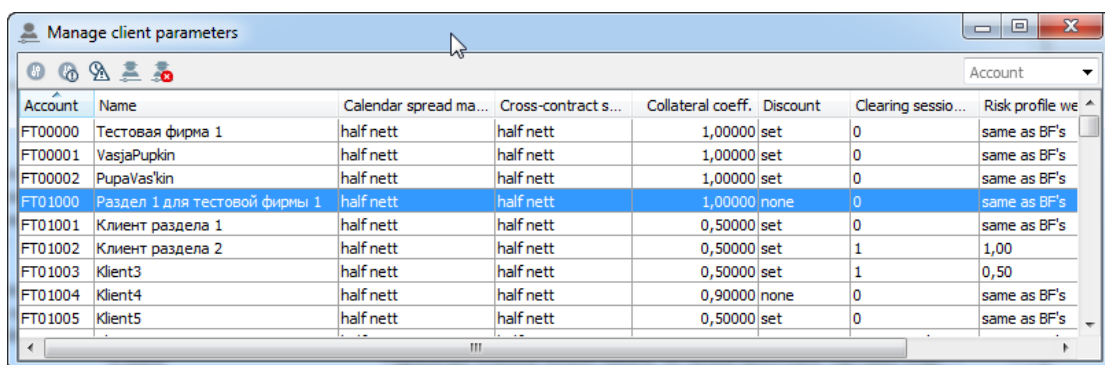 Manage client parameters
Account
Account Name Calendar spread ma... Cross-contract s... Collateral coeff. Discount Clearing sessio... Risk profile we
FT00000 Тестовая фирма 1 half nett half nett 1,00000 set 0 same as BF's
FT00001 VasjaPupkin half nett half nett 1,00000 set 0 same as BF's
FT00002 PupaVas'kin half nett half nett 1,00000 set 0 same as BF's
FT01000 Раздел 1 для тестовой фирмы 1 half nett half nett 1,00000 none 0 same as BF's
FT01001 Клиент раздела 1 half nett half nett 0,50000 set 0 same as BF's
FT01002 Клиент раздела 2 half nett half nett 0,50000 set 1 1,00
FT01003 Klient3 half nett half nett 0,50000 set 1 0,50
FT01004 Klient4 half nett half nett 0,90000 none 0 same as BF's
FT01005 Klient5 half nett half nett 0,50000 set 0 same as BF's